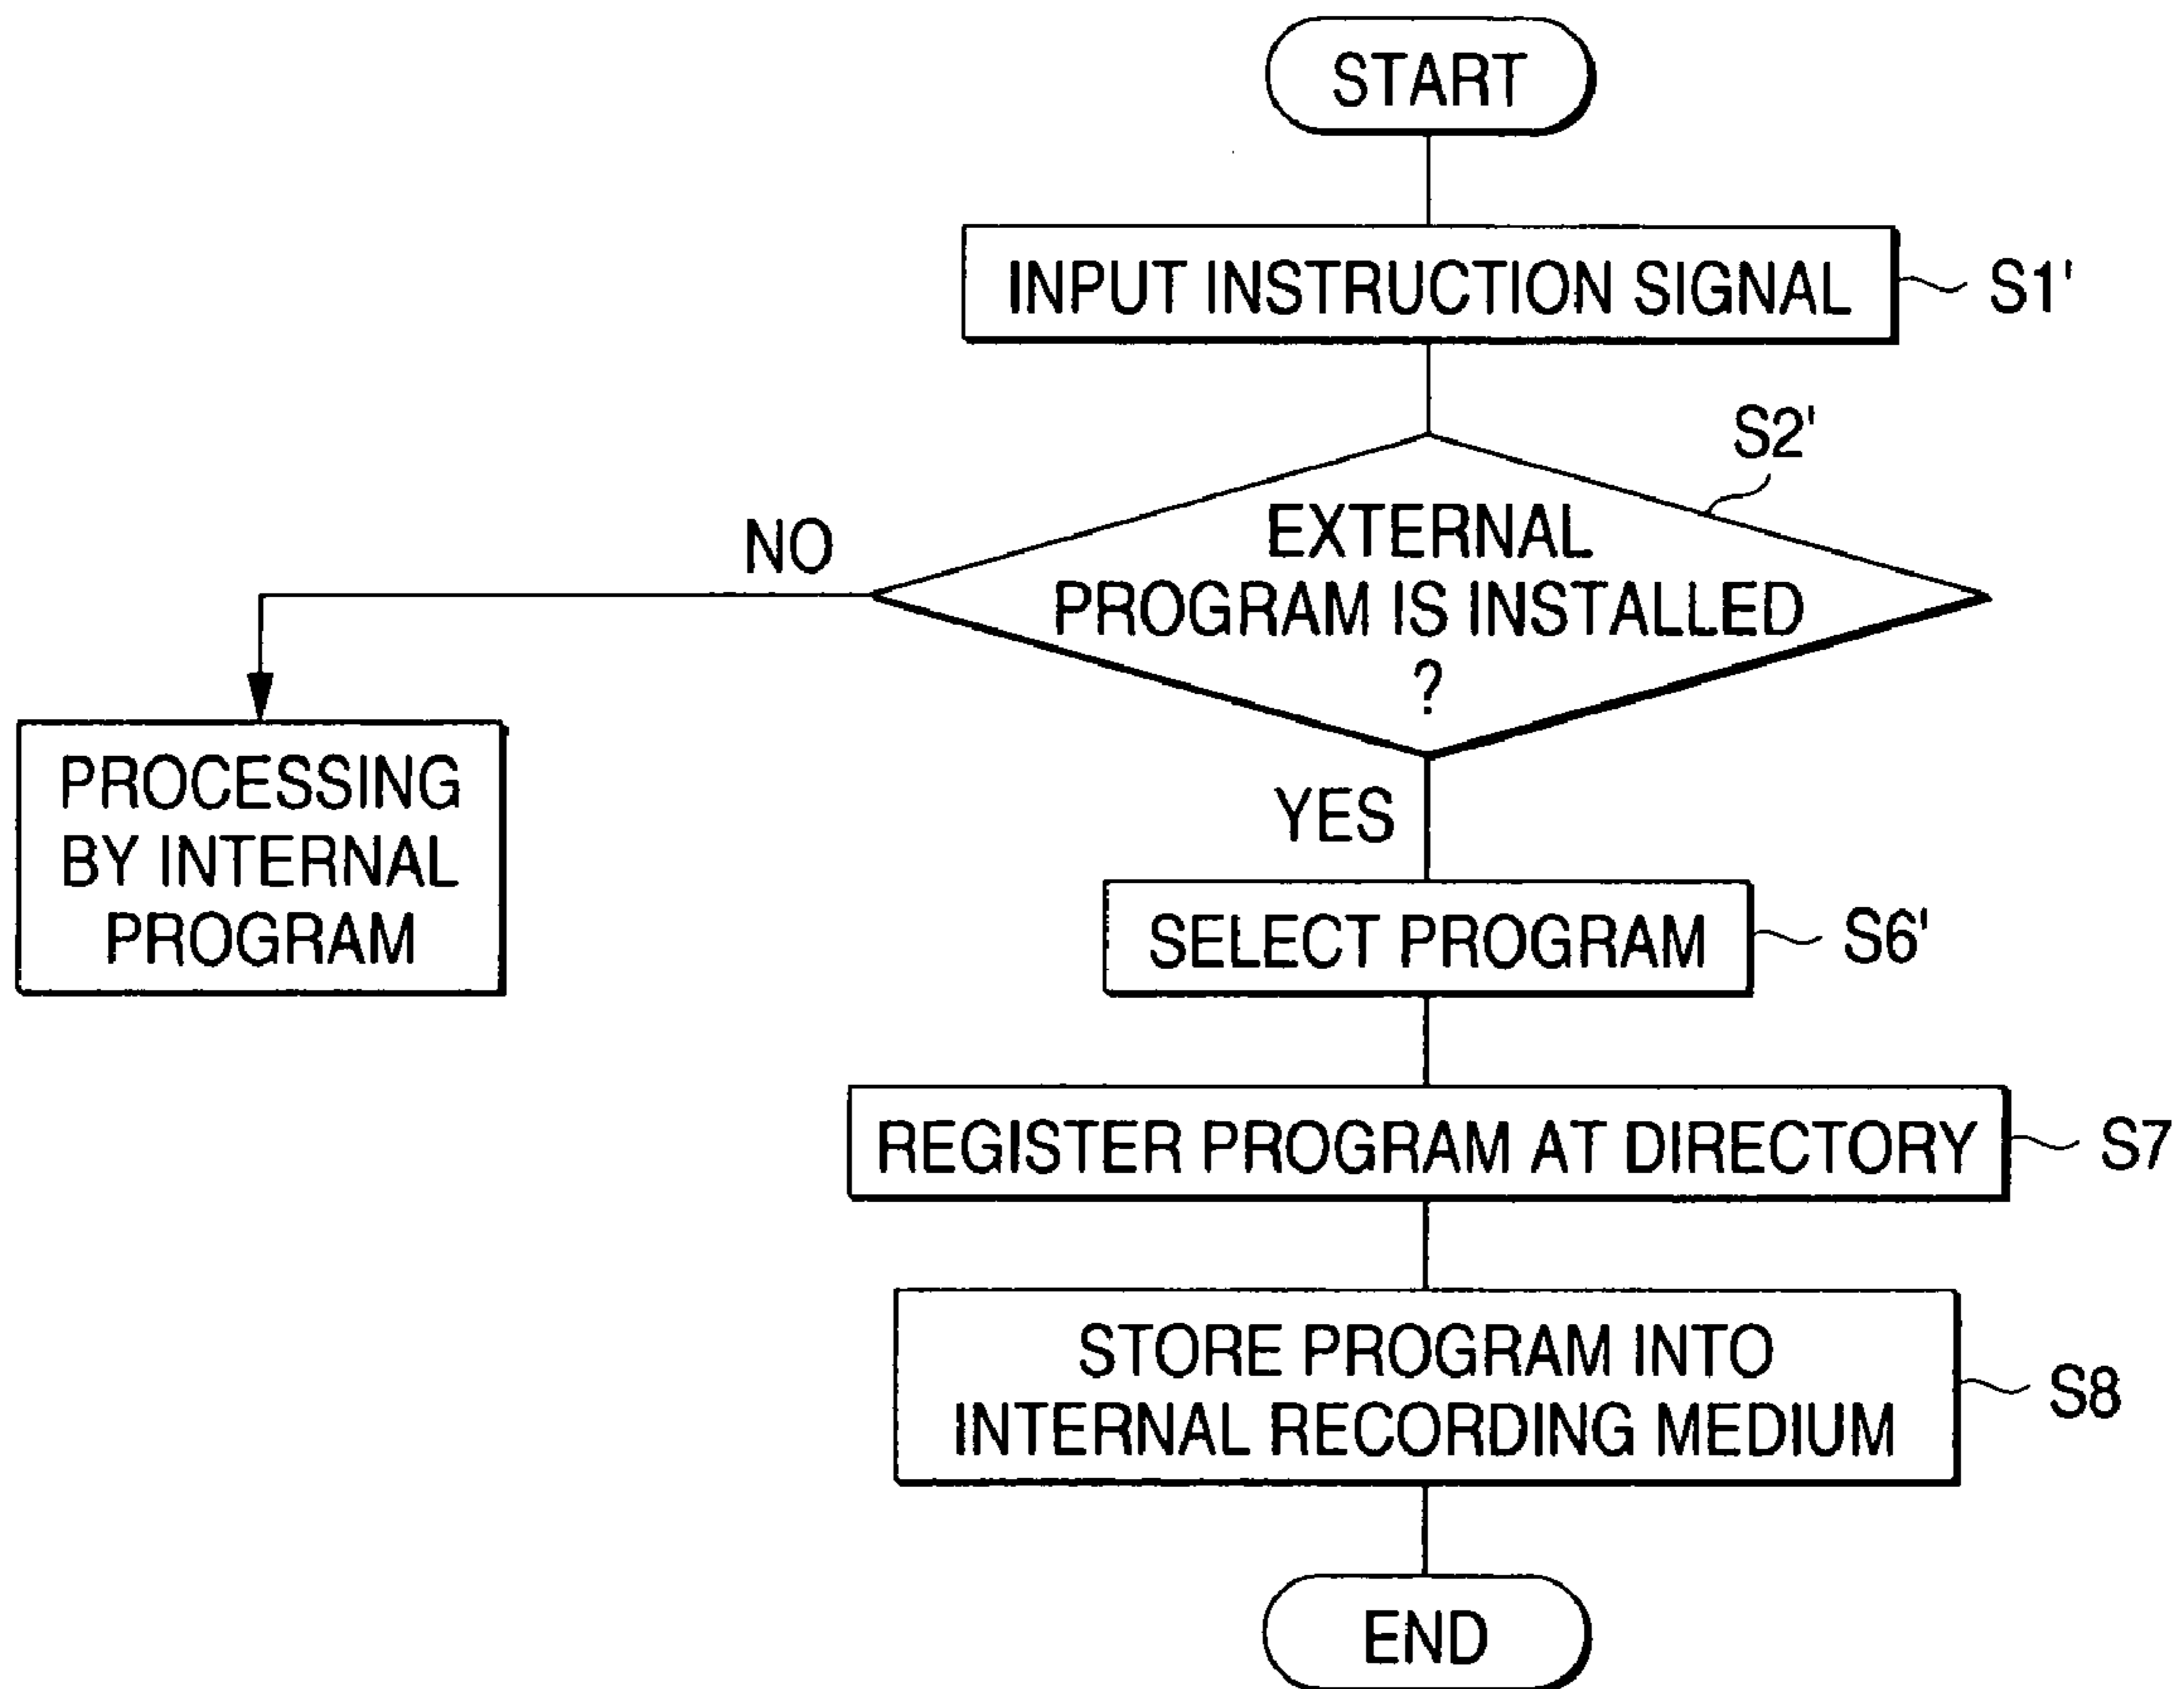 START
INPUT INSTRUCTION SIGNAL
S1'
S2'
EXTERNAL
PROGRAM IS INSTALLED
?
NO
YES
PROCESSING
BY INTERNAL
PROGRAM
SELECT PROGRAM
S6'
REGISTER PROGRAM AT DIRECTORY
S7
STORE PROGRAM INTO
INTERNAL RECORDING MEDIUM
S8
END